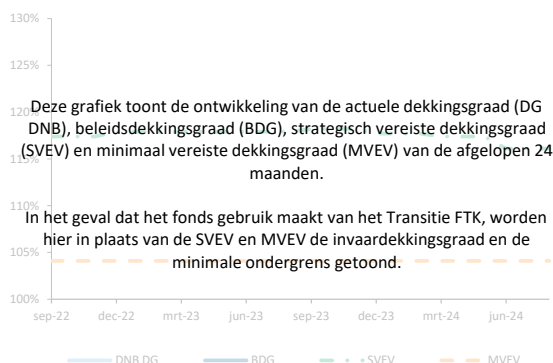 130%
125%
120%
Deze grafiek toont de ontwikkeling van de actuele dekkingsgraad (DG
DNB), beleidsdekkingsgraad (BDG), strategisch vereiste dekkingsgraad
(SVEV) en minimaal vereiste dekkingsgraad (MVEV) van de afgelopen 24
115%
maanden.
110%
In het geval dat het fonds gebruik maakt van het Transitie FTK, worden
hier in plaats van de SVEV en MVEV de invaardekkingsgraad en de
105%
minimale ondergrens getoond.
100%
sep-22 dec-22 mrt-23 jun-23 sep-23 dec-23 mrt-24 jun-24
DNB DG BDG SVEV MVEV